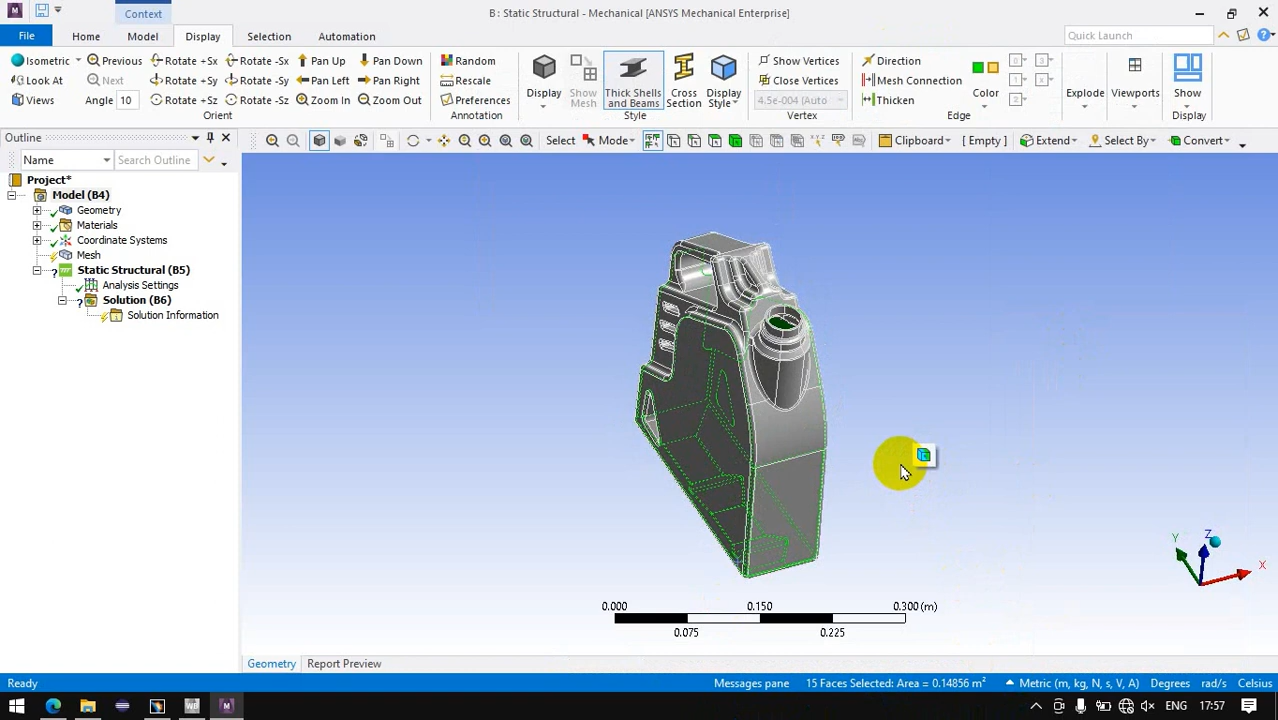 Context
B : Static Structural - Mechanical [ANSYS Mechanical Enterprise]
File Home Model Display Selection Automation Quick Launch
Isometric Previous Rotate +Sx Rotate -Sx Pan Up Pan Down Random Show Vertices Direction
Look At Next Rotate +Sy Rotate -Sy Pan Left Pan Right Rescale Close Vertices Mesh Connection
Views Angle 10 Rotate +Sz Rotate -Sz Zoom In Zoom Out Preferences 4.5e-004 (Auto Thicken
Display Show Mesh Thick Shells and Beams Cross Section Display Style Color Explode Viewports Show
Orient Annotation Style Vertex Edge Display
Outline
Name Search Outline
Select Mode Clipboard [ Empty ] Extend Select By Convert
Project*
Model (B4)
Geometry
Materials
Coordinate Systems
Mesh
Static Structural (B5)
Analysis Settings
Solution (B6)
Solution Information
Y Z X
0.000 0.150 0.300 (m)
0.075 0.225
Geometry Report Preview
Ready Messages pane 15 Faces Selected: Area = 0.14856 m² Metric (m, kg, N, s, V, A) Degrees rad/s Celsius
ENG 17:57